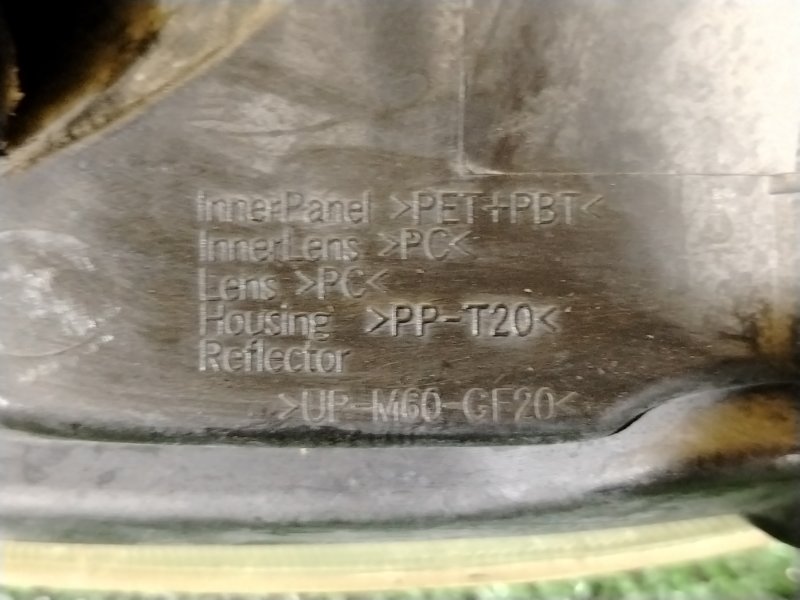 InnerPanel >PET+PBT<
InnerLens >PC<
Lens >PC<
Housing >PP-T20<
Reflector
>UP-M60-GF20<